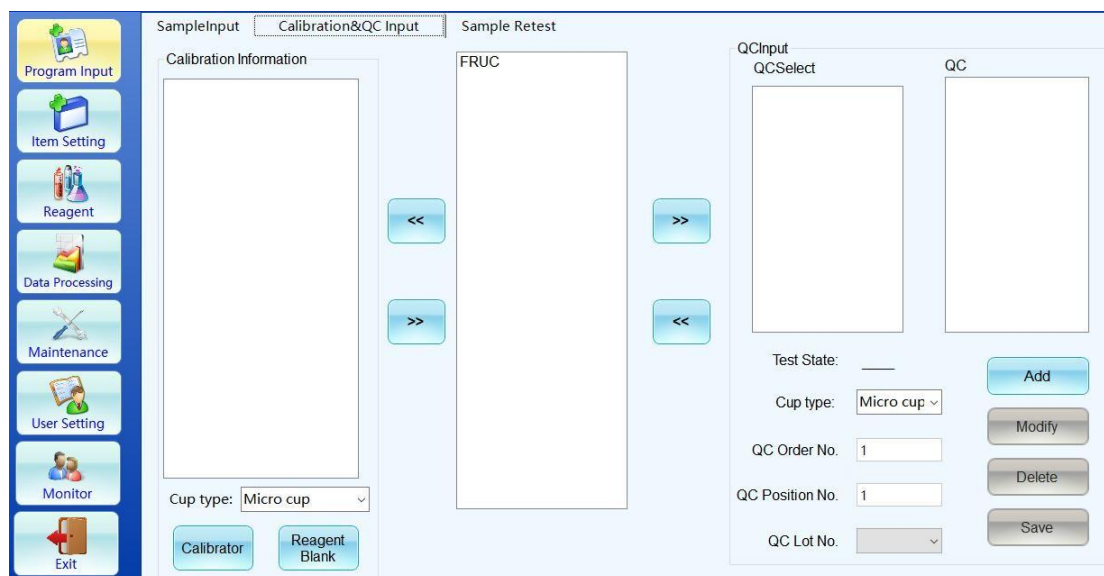 Program Input
Item Setting
Reagent
Data Processing
Maintenance
User Setting
Monitor
Exit
SampleInput
Calibration&QC Input
Sample Retest
Calibration Information
Cup type: Micro cup
Calibrator
Reagent
Blank
<<
>>
FRUC
>>
<<
QCInput
QCSelect
QC
Test State:
Cup type: Micro cup
QC Order No. 1
QC Position No. 1
QC Lot No.
Add
Modify
Delete
Save